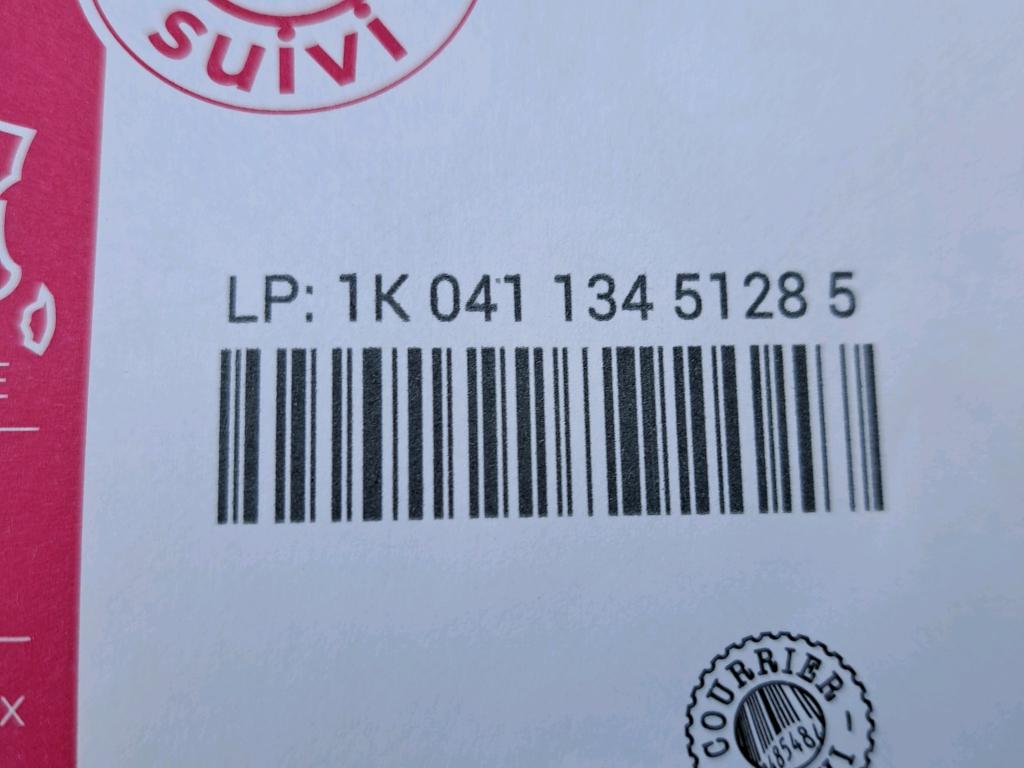 suivi
LP: 1K 041 134 5128 5
E
X
COURRIER -